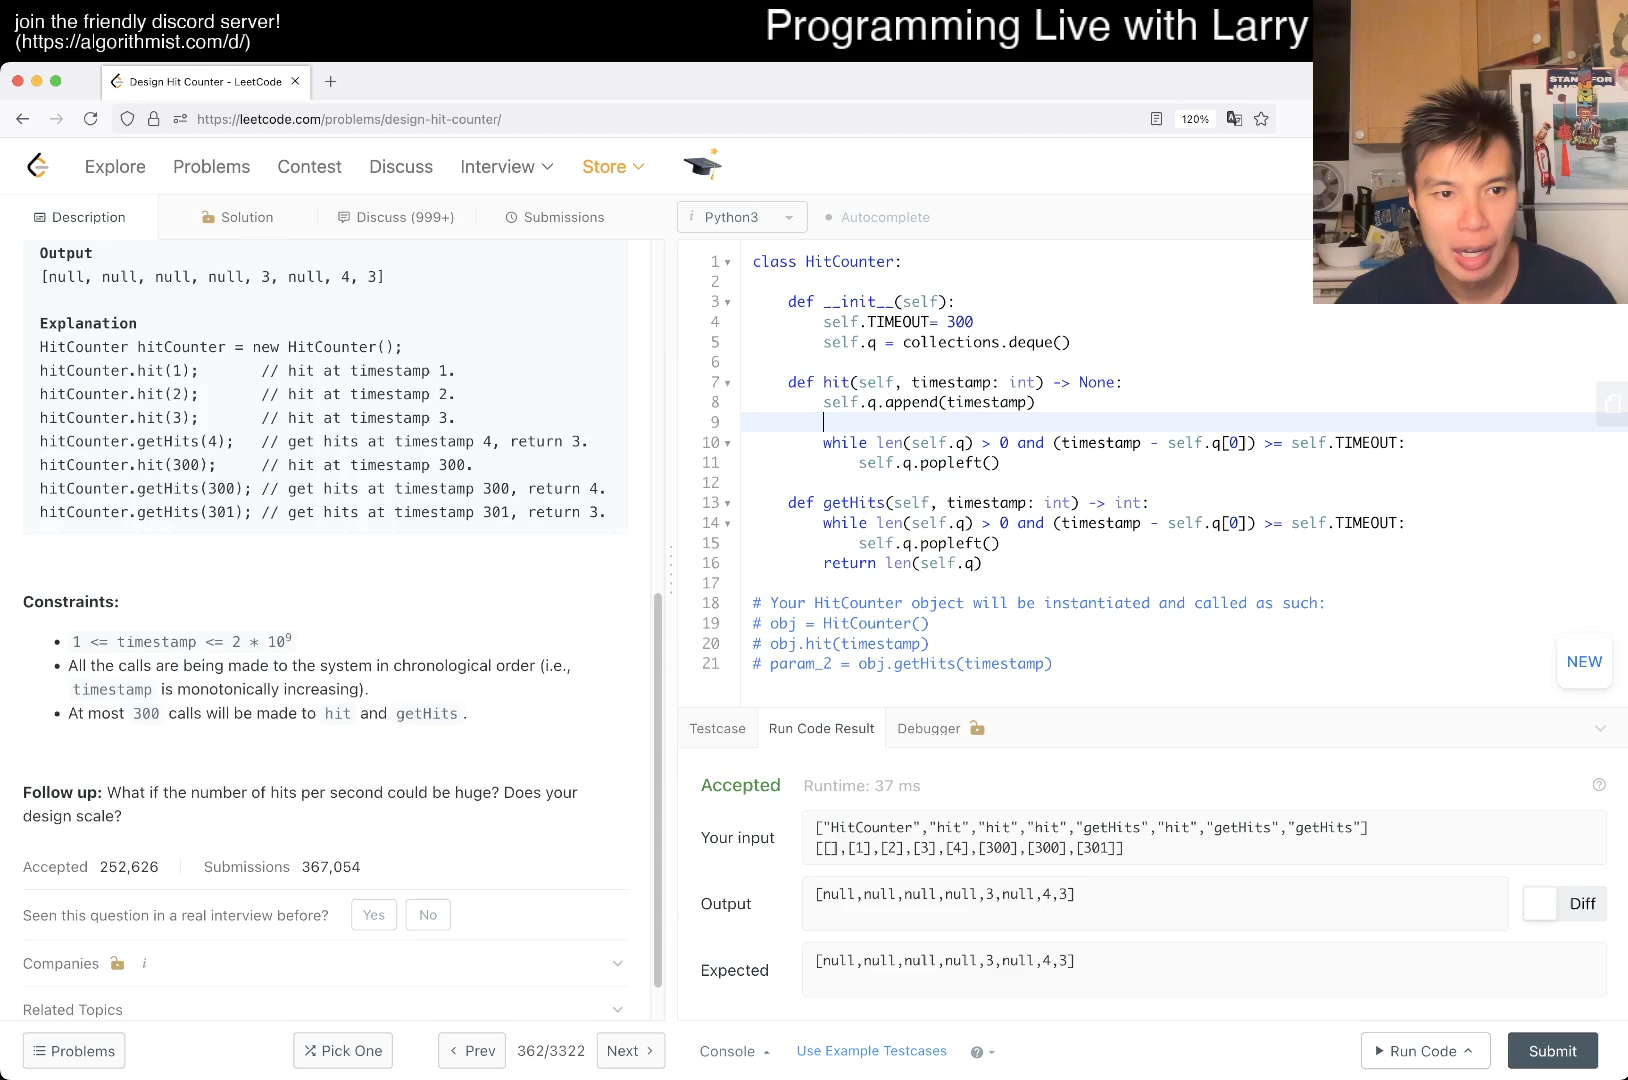 join the friendly discord server!
(https://algorithmist.com/d/)
Programming Live with Larry
Design Hit Counter - LeetCode
https://leetcode.com/problems/design-hit-counter/
120%
Explore Problems Contest Discuss Interview Store
Description Solution Discuss (999+) Submissions
i Python3 Autocomplete
Output
[null, null, null, null, 3, null, 4, 3]
Explanation
HitCounter hitCounter = new HitCounter();
hitCounter.hit(1);       // hit at timestamp 1.
hitCounter.hit(2);       // hit at timestamp 2.
hitCounter.hit(3);       // hit at timestamp 3.
hitCounter.getHits(4);   // get hits at timestamp 4, return 3.
hitCounter.hit(300);     // hit at timestamp 300.
hitCounter.getHits(300); // get hits at timestamp 300, return 4.
hitCounter.getHits(301); // get hits at timestamp 301, return 3.
Constraints:
• 1 <= timestamp <= 2 * 10⁹
• All the calls are being made to the system in chronological order (i.e.,
timestamp is monotonically increasing).
• At most 300 calls will be made to hit and getHits.
Follow up: What if the number of hits per second could be huge? Does your
design scale?
Accepted 252,626 Submissions 367,054
Seen this question in a real interview before? Yes No
Companies i
Related Topics
Problems Pick One Prev 362/3322 Next
1 class HitCounter:
2
3     def __init__(self):
4         self.TIMEOUT= 300
5         self.q = collections.deque()
6
7     def hit(self, timestamp: int) -> None:
8         self.q.append(timestamp)
9
10         while len(self.q) > 0 and (timestamp - self.q[0]) >= self.TIMEOUT:
11             self.q.popleft()
12
13     def getHits(self, timestamp: int) -> int:
14         while len(self.q) > 0 and (timestamp - self.q[0]) >= self.TIMEOUT:
15             self.q.popleft()
16         return len(self.q)
17
18 # Your HitCounter object will be instantiated and called as such:
19 # obj = HitCounter()
20 # obj.hit(timestamp)
21 # param_2 = obj.getHits(timestamp)
NEW
Testcase Run Code Result Debugger
Accepted Runtime: 37 ms
Your input
["HitCounter","hit","hit","hit","getHits","hit","getHits","getHits"]
[[],[1],[2],[3],[4],[300],[300],[301]]
Output
[null,null,null,null,3,null,4,3]
Diff
Expected
[null,null,null,null,3,null,4,3]
Console Use Example Testcases ? Run Code Submit